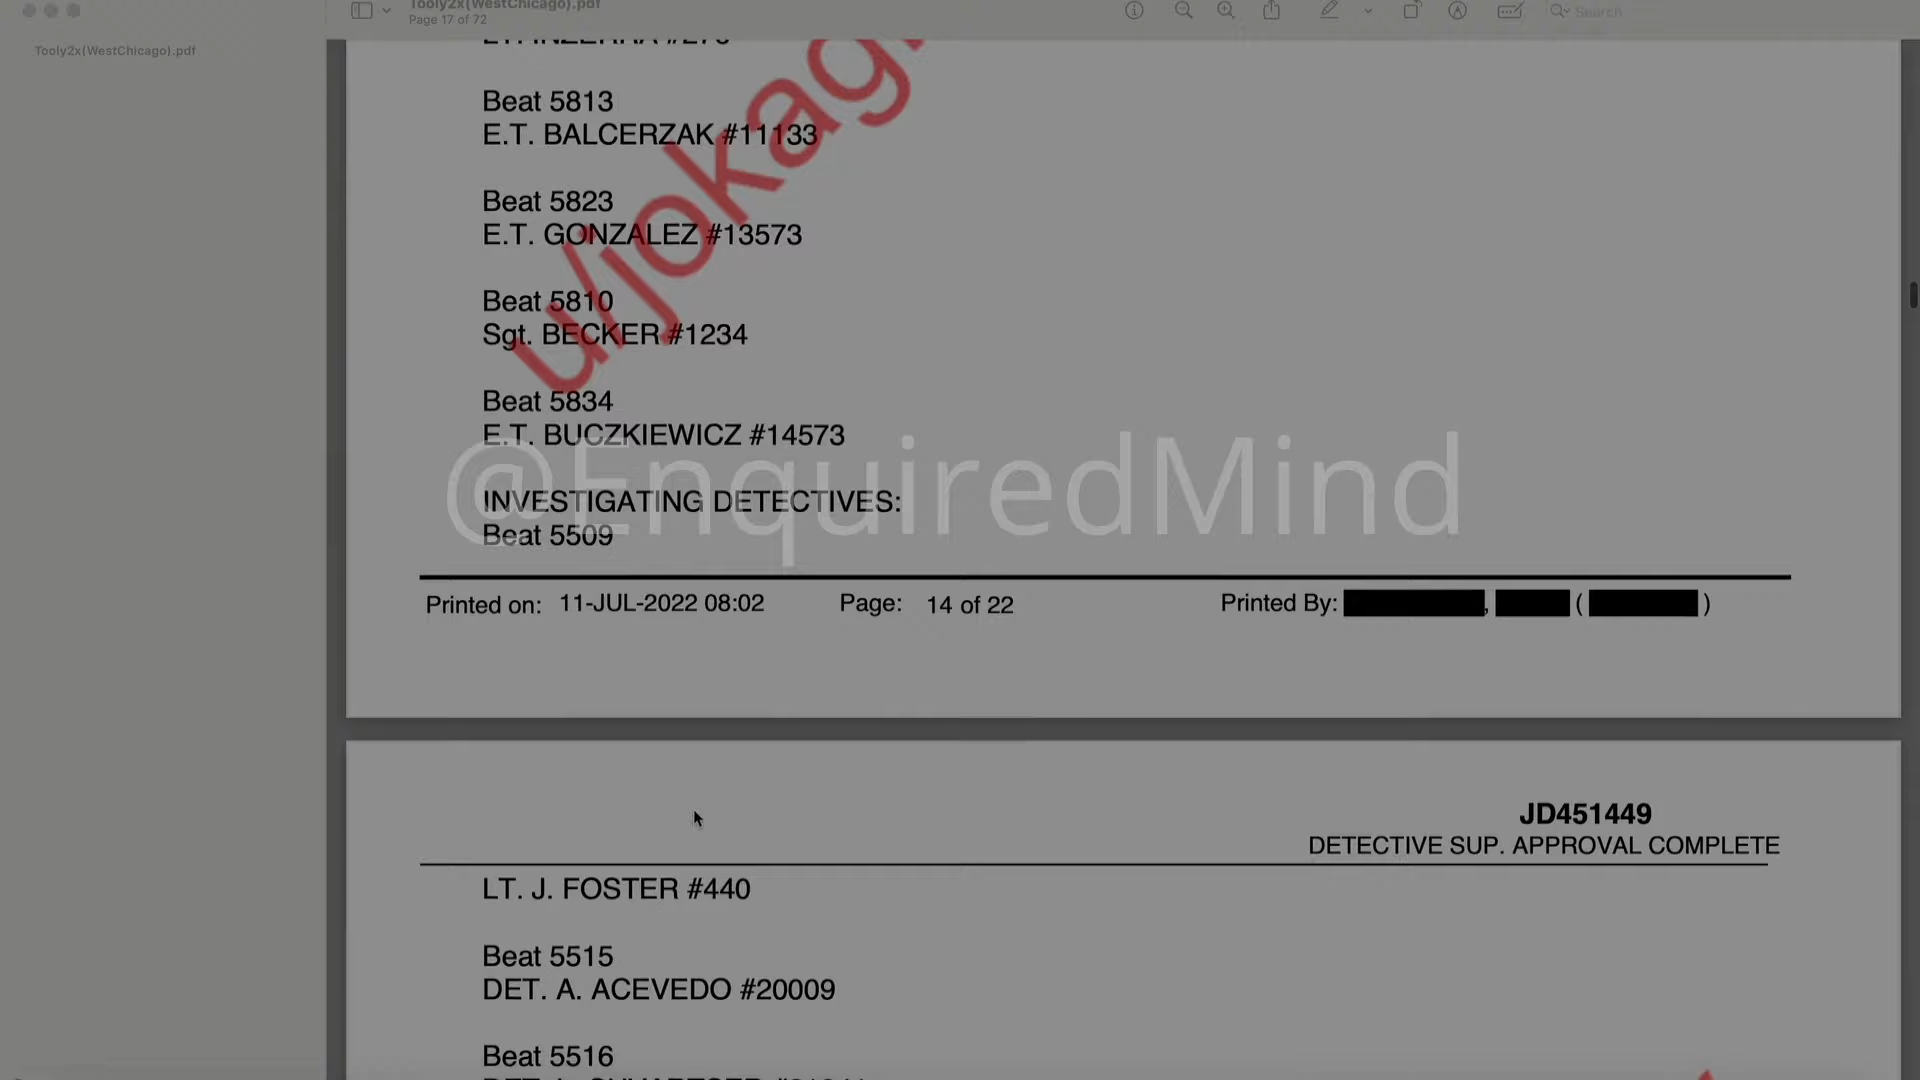 Tooly2x(WestChicago).pdf
Page 17 of 72
Search
Tooly2x(WestChicago).pdf
Beat 5813
E.T. BALCERZAK #11133
Beat 5823
E.T. GONZALEZ #13573
Beat 5810
Sgt. BECKER #1234
Beat 5834
E.T. BUCZKIEWICZ #14573
INVESTIGATING DETECTIVES:
Beat 5509
u/jokag
@EnquiredMind
Printed on: 11-JUL-2022 08:02 Page: 14 of 22 Printed By: , ( )
JD451449
DETECTIVE SUP. APPROVAL COMPLETE
LT. J. FOSTER #440
Beat 5515
DET. A. ACEVEDO #20009
Beat 5516